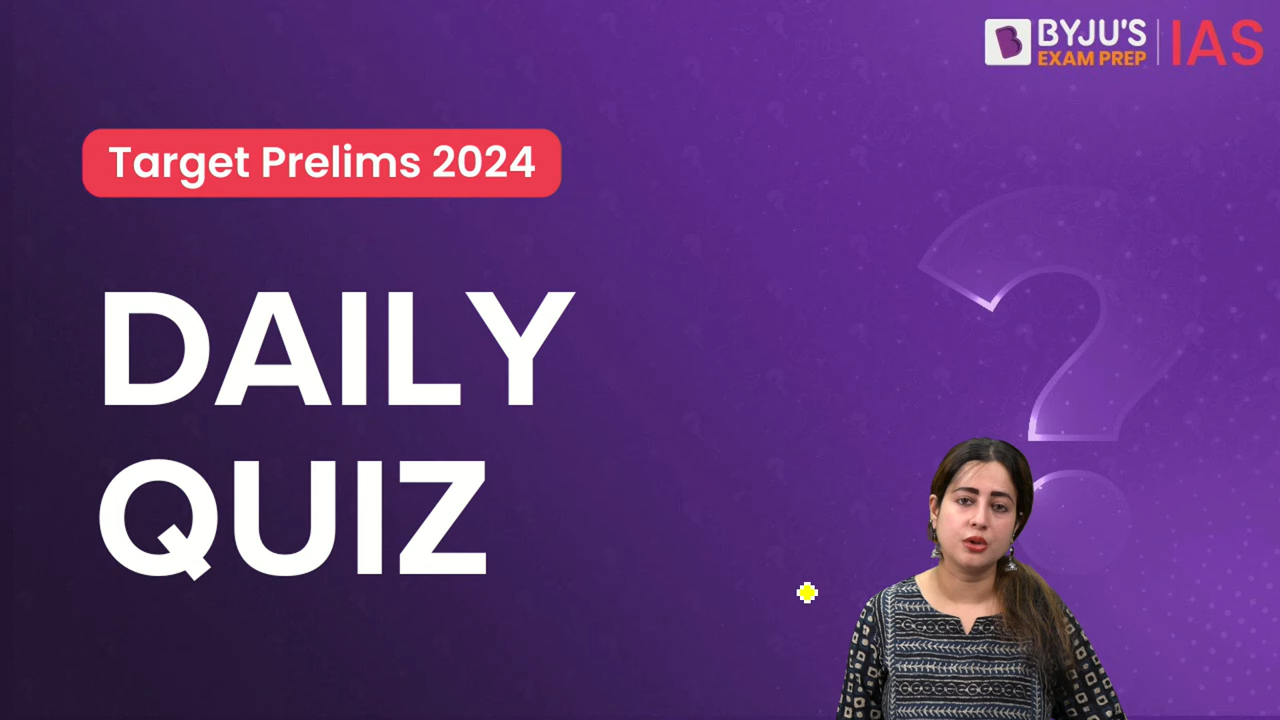 BYJU'S
EXAM PREP
IAS
Target Prelims 2024
DAILY
QUIZ